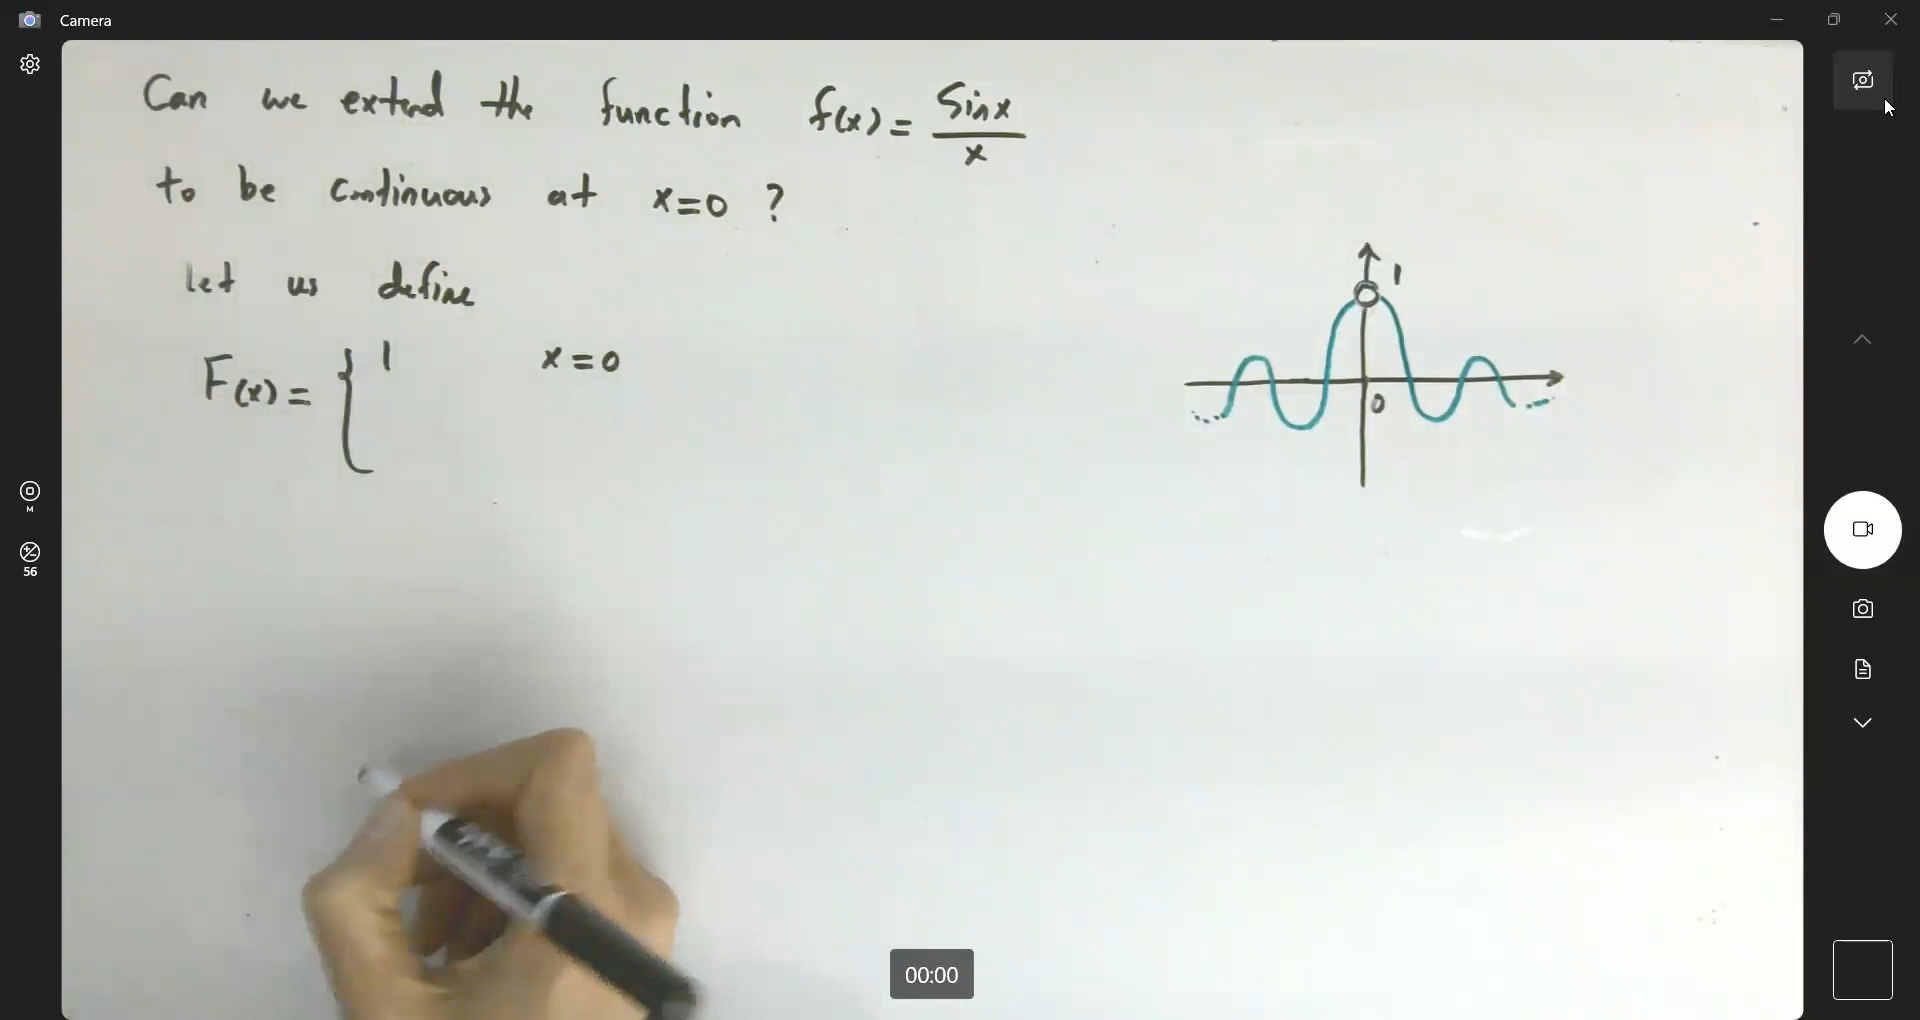 Camera
Can we extend the function f(x) = sinx/x
to be continuous at x=0 ?
let us define
F(x) = { 1 x=0
1
0
M
56
00:00